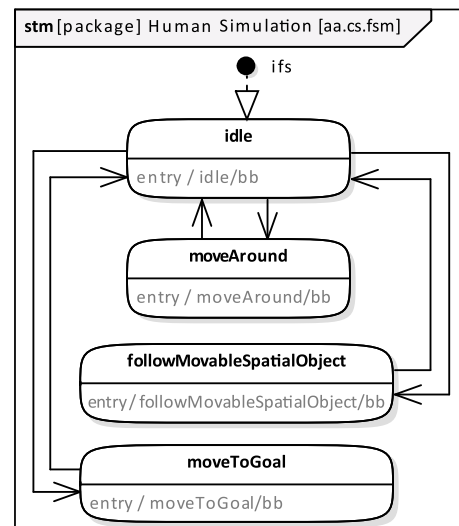 stm [package] Human Simulation [aa.cs.fsm]
ifs
idle
entry / idle/bb
moveAround
entry / moveAround/bb
followMovableSpatialObject
entry / followMovableSpatialObject/bb
moveToGoal
entry / moveToGoal/bb